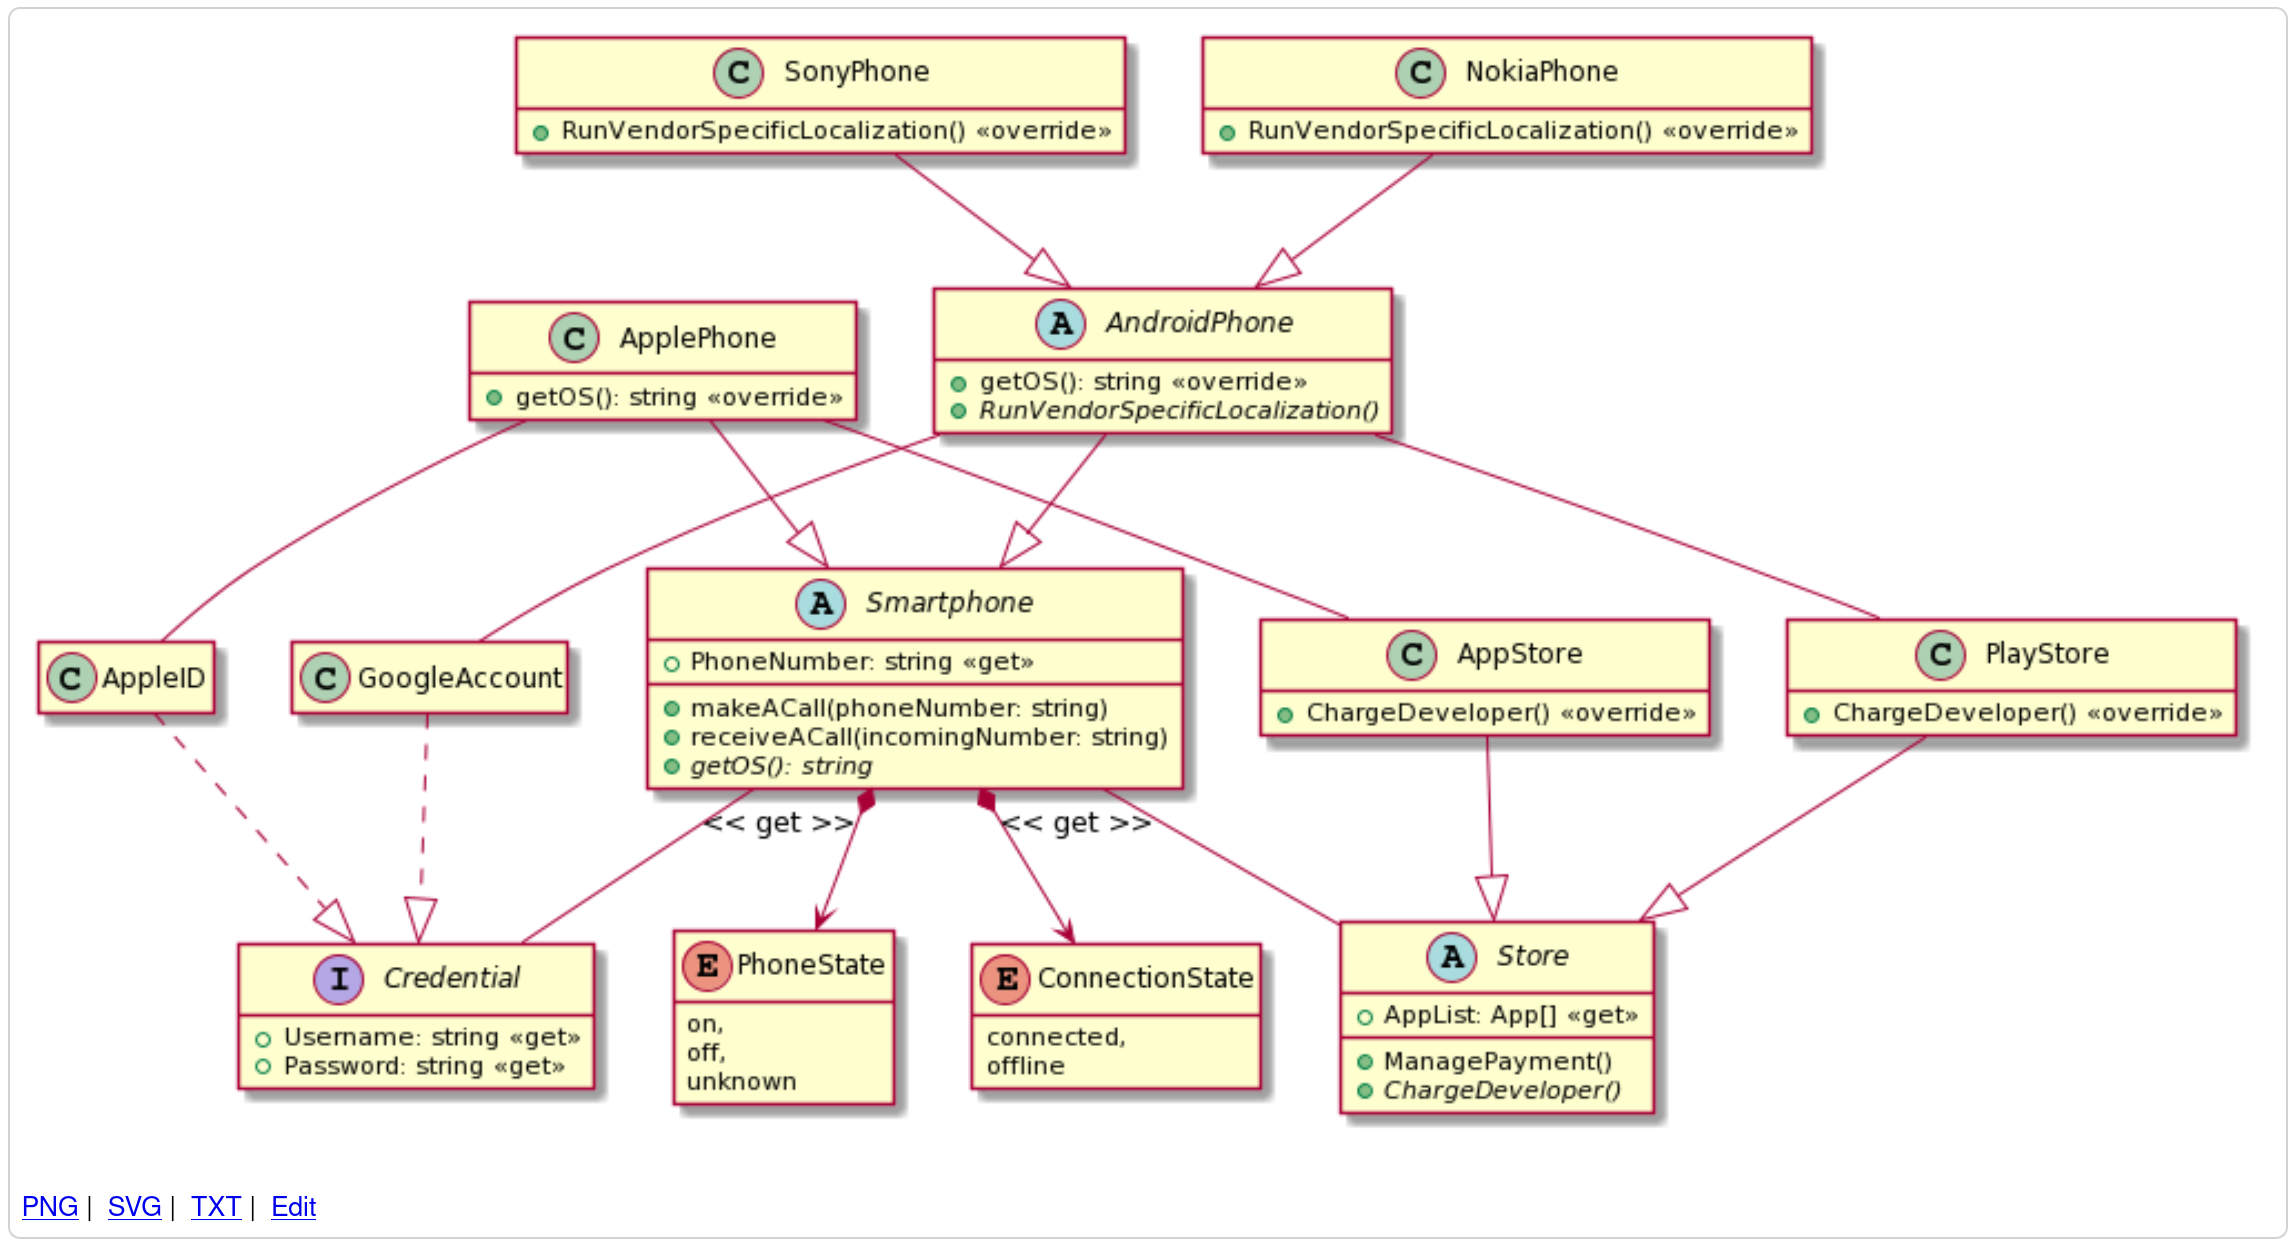 C SonyPhone
RunVendorSpecificLocalization() «override»
C NokiaPhone
RunVendorSpecificLocalization() «override»
C ApplePhone
getOS(): string «override»
A AndroidPhone
getOS(): string «override»
RunVendorSpecificLocalization()
C AppleID
C GoogleAccount
A Smartphone
PhoneNumber: string «get»
makeACall(phoneNumber: string)
receiveACall(incomingNumber: string)
getOS(): string
C AppStore
ChargeDeveloper() «override»
C PlayStore
ChargeDeveloper() «override»
<< get >>
<< get >>
I Credential
Username: string «get»
Password: string «get»
E PhoneState
on,
off,
unknown
E ConnectionState
connected,
offline
A Store
AppList: App[] «get»
ManagePayment()
ChargeDeveloper()
PNG | SVG | TXT | Edit